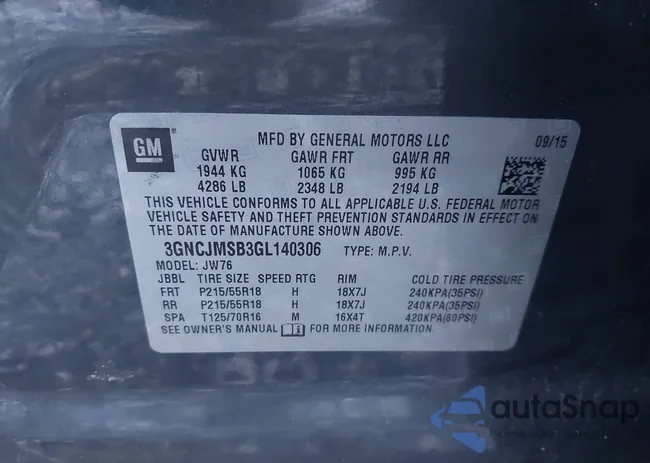 GM
MFD BY GENERAL MOTORS LLC 09/15
GVWR GAWR FRT GAWR RR
1944 KG 1065 KG 995 KG
4286 LB 2348 LB 2194 LB
THIS VEHICLE CONFORMS TO ALL APPLICABLE U.S. FEDERAL MOTOR
VEHICLE SAFETY AND THEFT PREVENTION STANDARDS IN EFFECT ON
THE DATE OF MANUFACTURE SHOWN ABOVE.
3GNCJMSB3GL140306 TYPE: M.P.V.
MODEL: JW76
JBBL TIRE SIZE SPEED RTG RIM COLD TIRE PRESSURE
FRT P215/55R18 H 18X7J 240KPA(35PSI)
RR P215/55R18 H 18X7J 240KPA(35PSI)
SPA T125/70R16 M 16X4T 420KPA(60PSI)
SEE OWNER'S MANUAL FOR MORE INFORMATION.
autaSnap